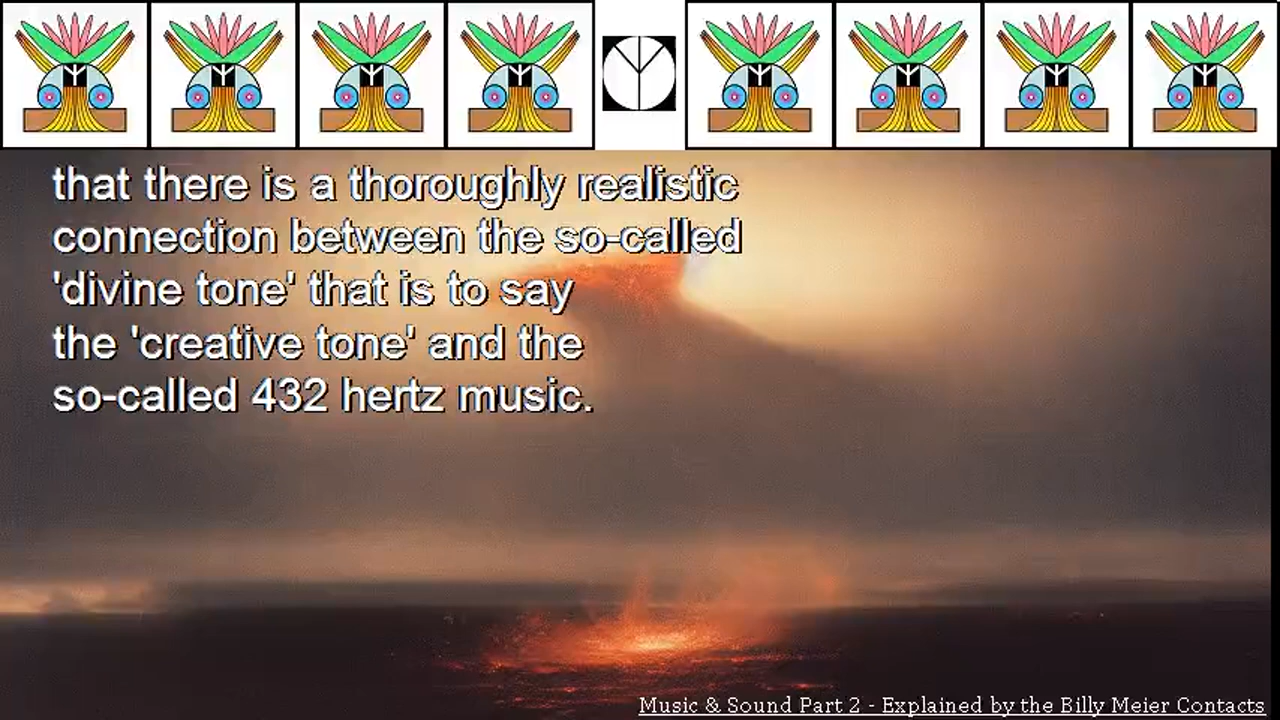 that there is a thoroughly realistic
connection between the so-called
'divine tone' that is to say
the 'creative tone' and the
so-called 432 hertz music.
Music & Sound Part 2 - Explained by the Billy Meier Contacts